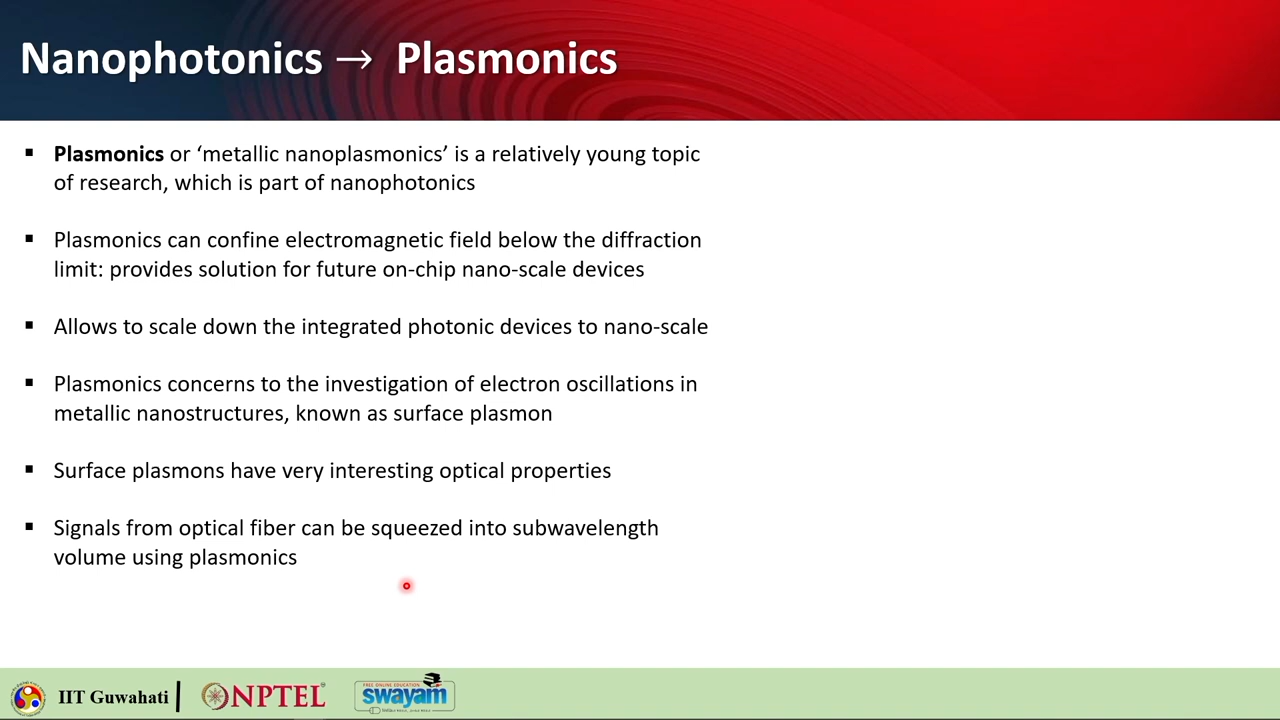 Nanophotonics → Plasmonics
▪ Plasmonics or ‘metallic nanoplasmonics’ is a relatively young topic
of research, which is part of nanophotonics
▪ Plasmonics can confine electromagnetic field below the diffraction
limit: provides solution for future on-chip nano-scale devices
▪ Allows to scale down the integrated photonic devices to nano-scale
▪ Plasmonics concerns to the investigation of electron oscillations in
metallic nanostructures, known as surface plasmon
▪ Surface plasmons have very interesting optical properties
▪ Signals from optical fiber can be squeezed into subwavelength
volume using plasmonics
IIT Guwahati
NPTEL
FREE ONLINE EDUCATION
swayam